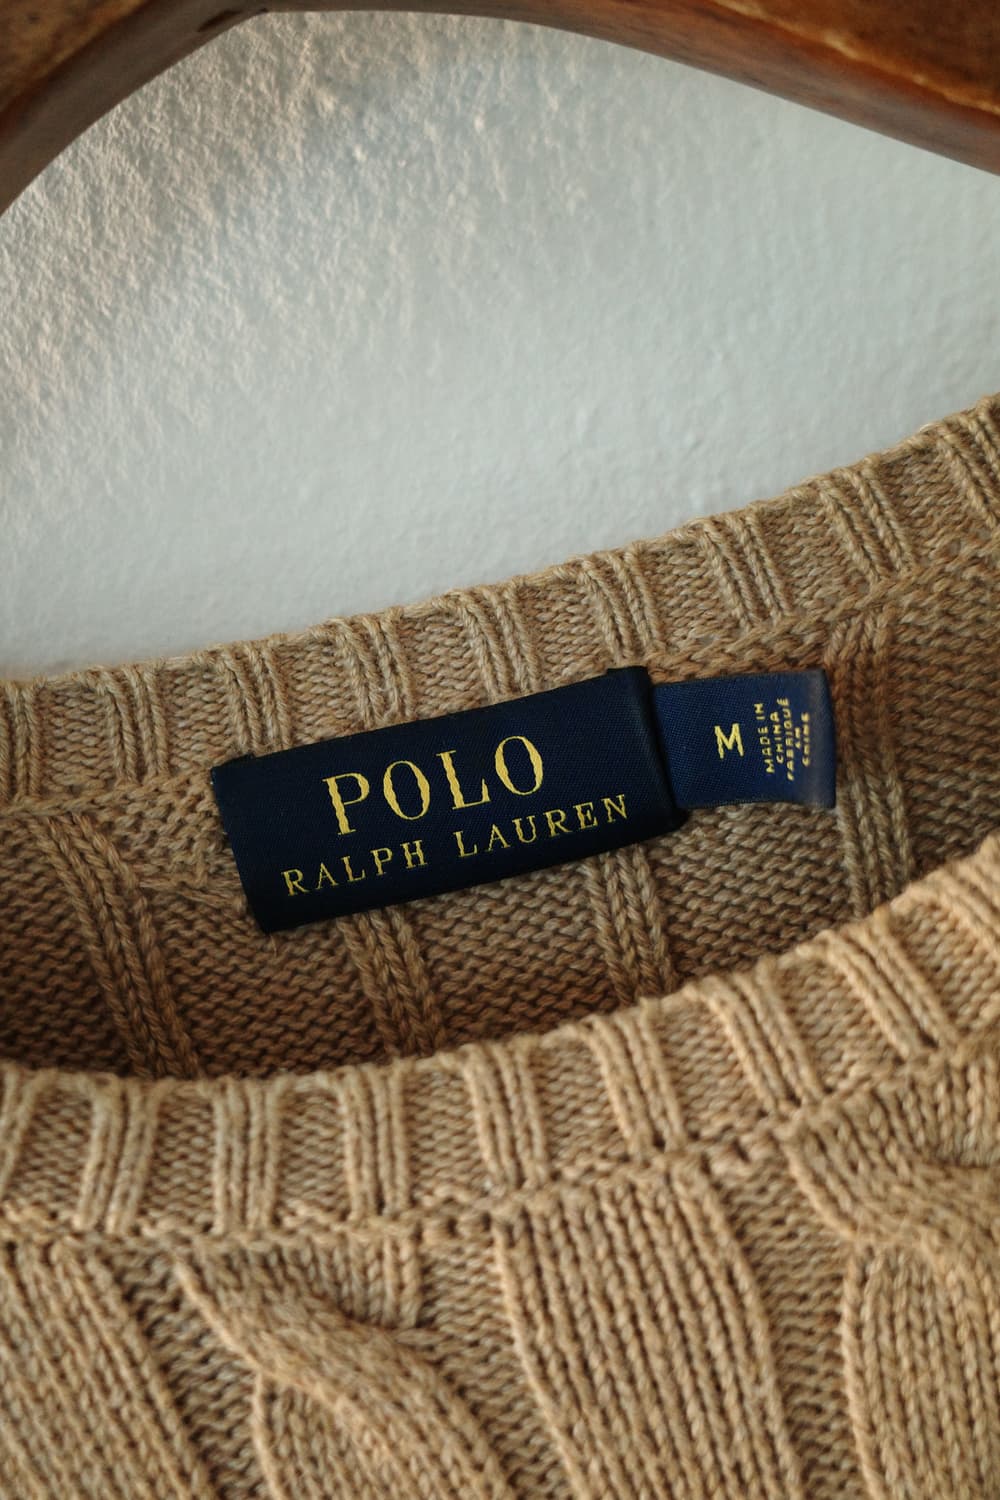 POLO
RALPH LAUREN
M
MADE IN
CHINA
FABRIQUÉ
EN
CHINE